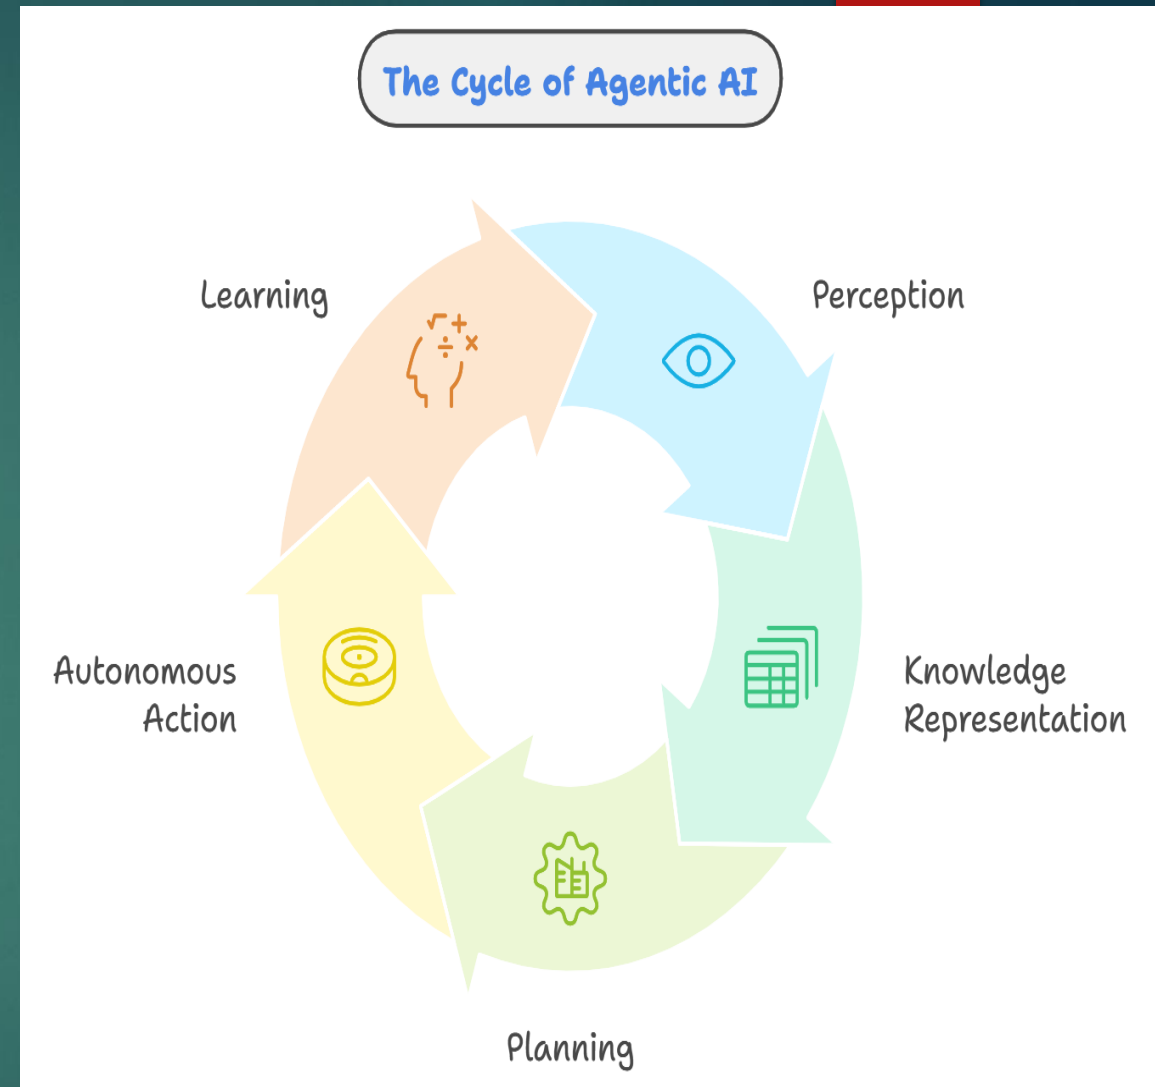 The Cycle of Agentic AI
Learning
Perception
Autonomous
Action
Knowledge
Representation
Planning